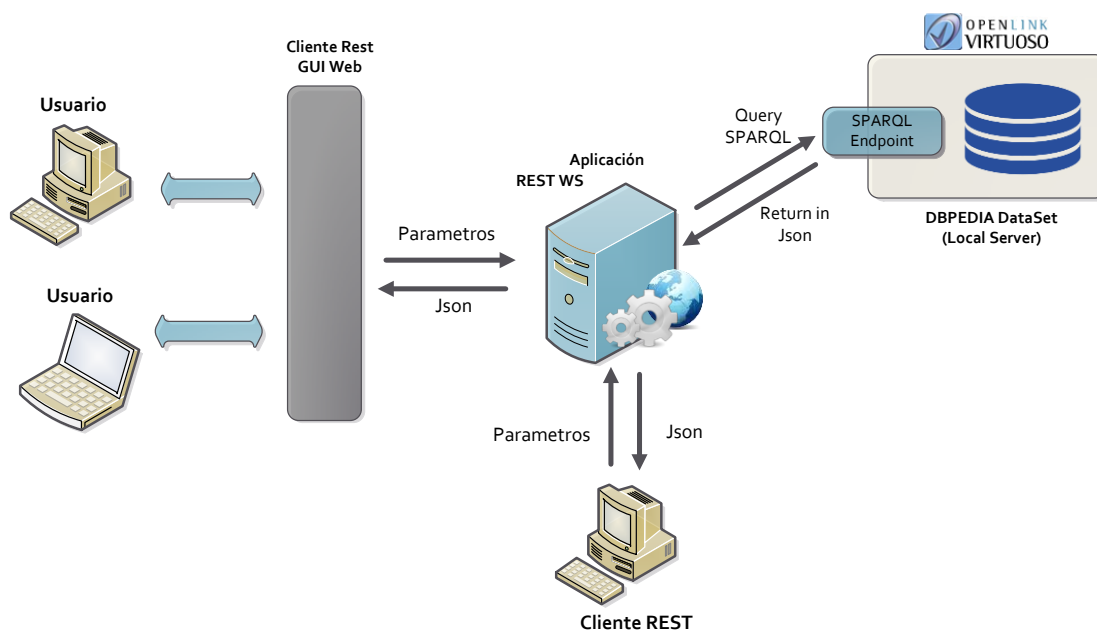 OPENLINK
VIRTUOSO
Cliente Rest
GUI Web
Usuario
Query
SPARQL
SPARQL
Endpoint
Aplicación
REST WS
DBPEDIA DataSet
(Local Server)
Return in
Json
Parametros
Json
Usuario
Parametros
Json
Cliente REST